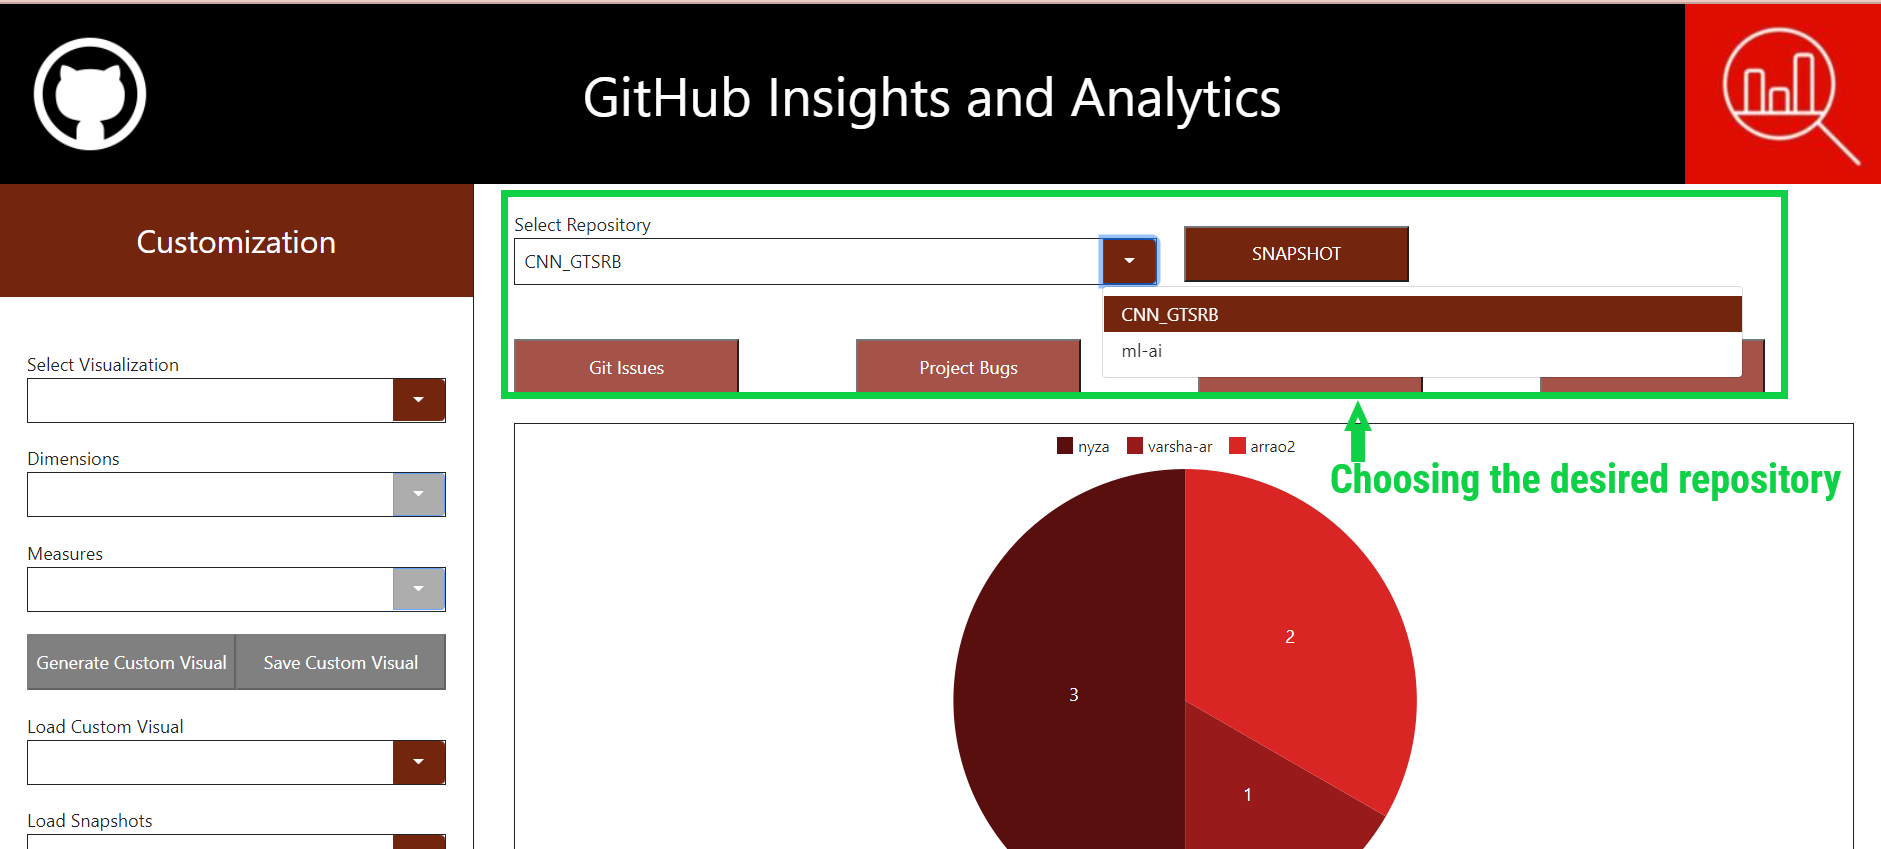 GitHub Insights and Analytics
Customization
Select Repository
CNN_GTSRB
SNAPSHOT
CNN_GTSRB
ml-ai
Git Issues
Project Bugs
Choosing the desired repository
Select Visualization
Dimensions
Measures
Generate Custom Visual
Save Custom Visual
Load Custom Visual
Load Snapshots
nyza
varsha-ar
arrao2
2
3
1